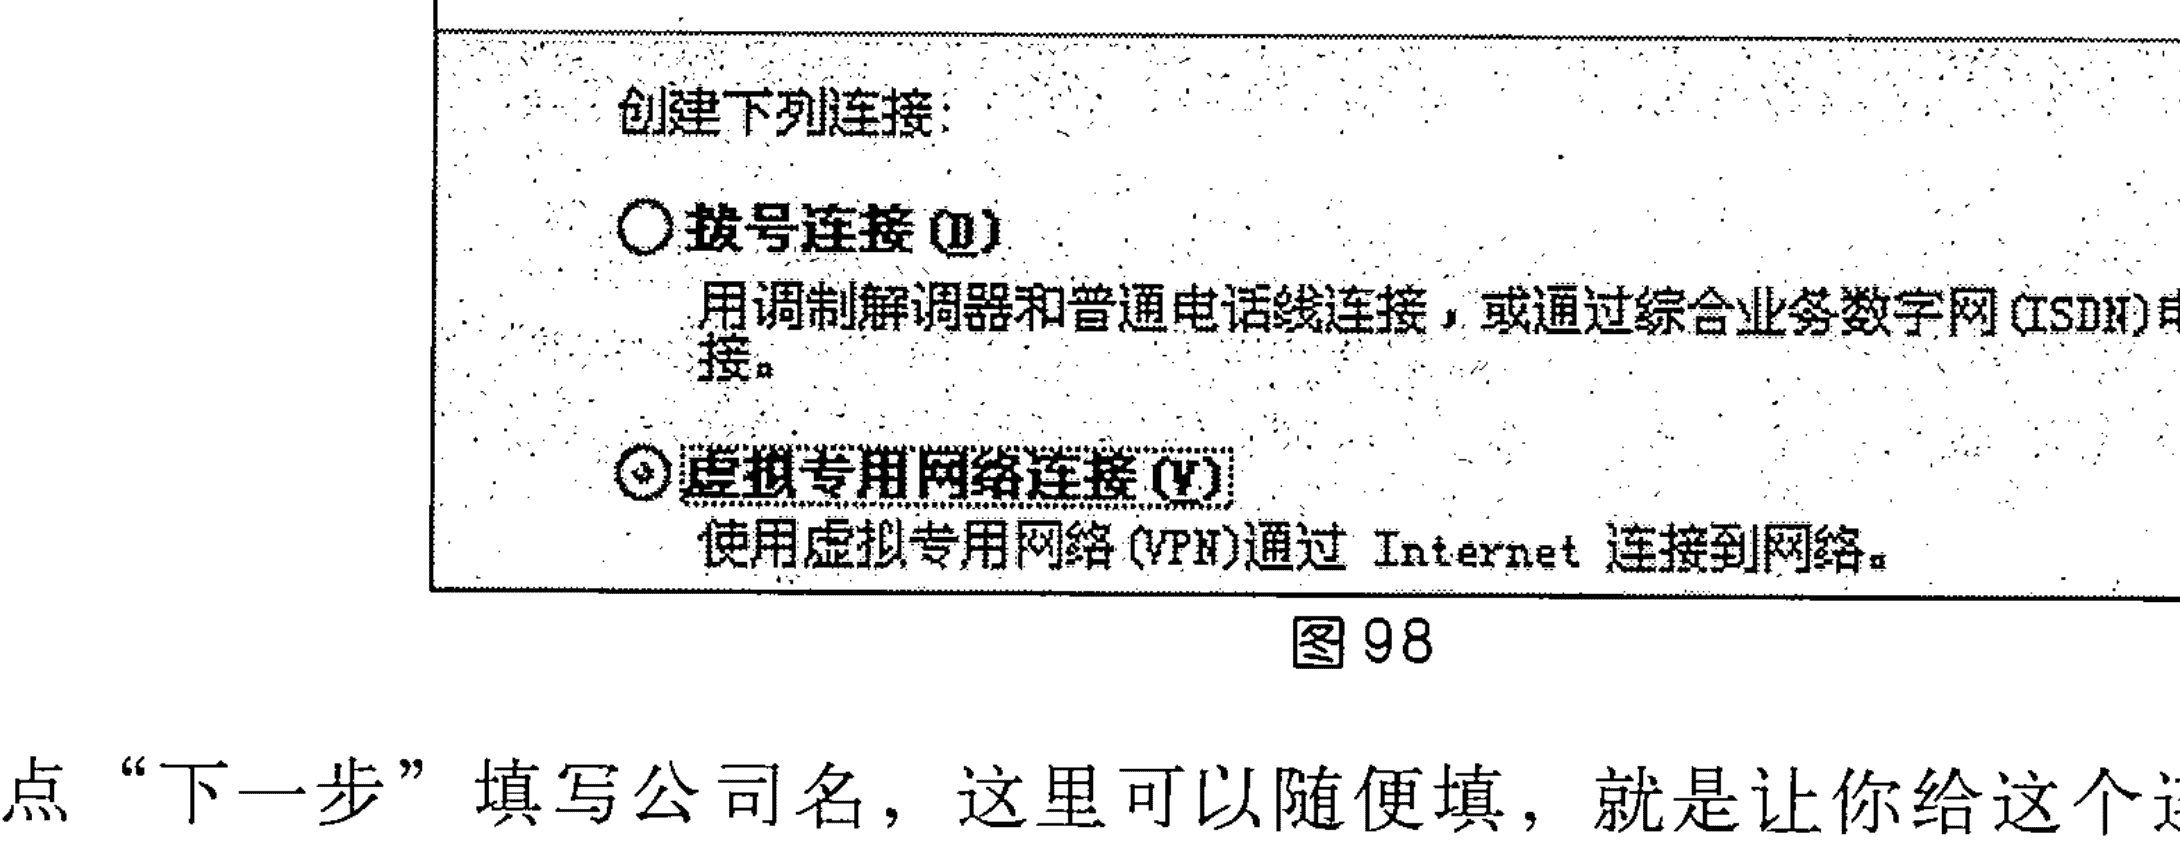 创建下列连接:
拨号连接(D)
用调制解调器和普通电话线连接，或通过综合业务数字网(ISDN)
接。
虚拟专用网络连接(V)
使用虚拟专用网络(VPN)通过 Internet 连接到网络。
图98
点“下一步”填写公司名，这里可以随便填，就是让你给这个